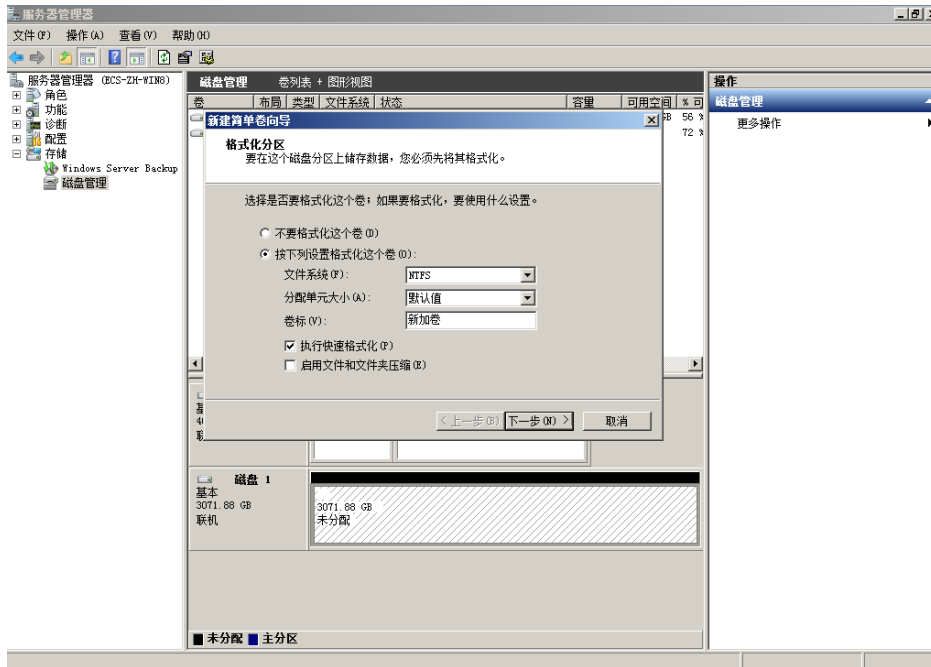 服务器管理器
文件(F) 操作(A) 查看(V) 帮助(H)
服务器管理器 (ECS-ZH-WIN8)
角色
功能
诊断
配置
存储
Windows Server Backup
磁盘管理
磁盘管理 卷列表 + 图形视图
卷 布局 类型 文件系统 状态 容量 可用空间 % 可
56 %
72 %
新建简单卷向导
格式化分区
要在这个磁盘分区上储存数据，您必须先将其格式化。
选择是否要格式化这个卷；如果要格式化，要使用什么设置。
不要格式化这个卷(D)
按下列设置格式化这个卷(O):
文件系统(F): NTFS
分配单元大小(A): 默认值
卷标(V): 新加卷
执行快速格式化(P)
启用文件和文件夹压缩(E)
< 上一步(B) 下一步(N) > 取消
磁盘 1
基本
3071.88 GB
联机
3071.88 GB
未分配
未分配 主分区
操作
磁盘管理
更多操作